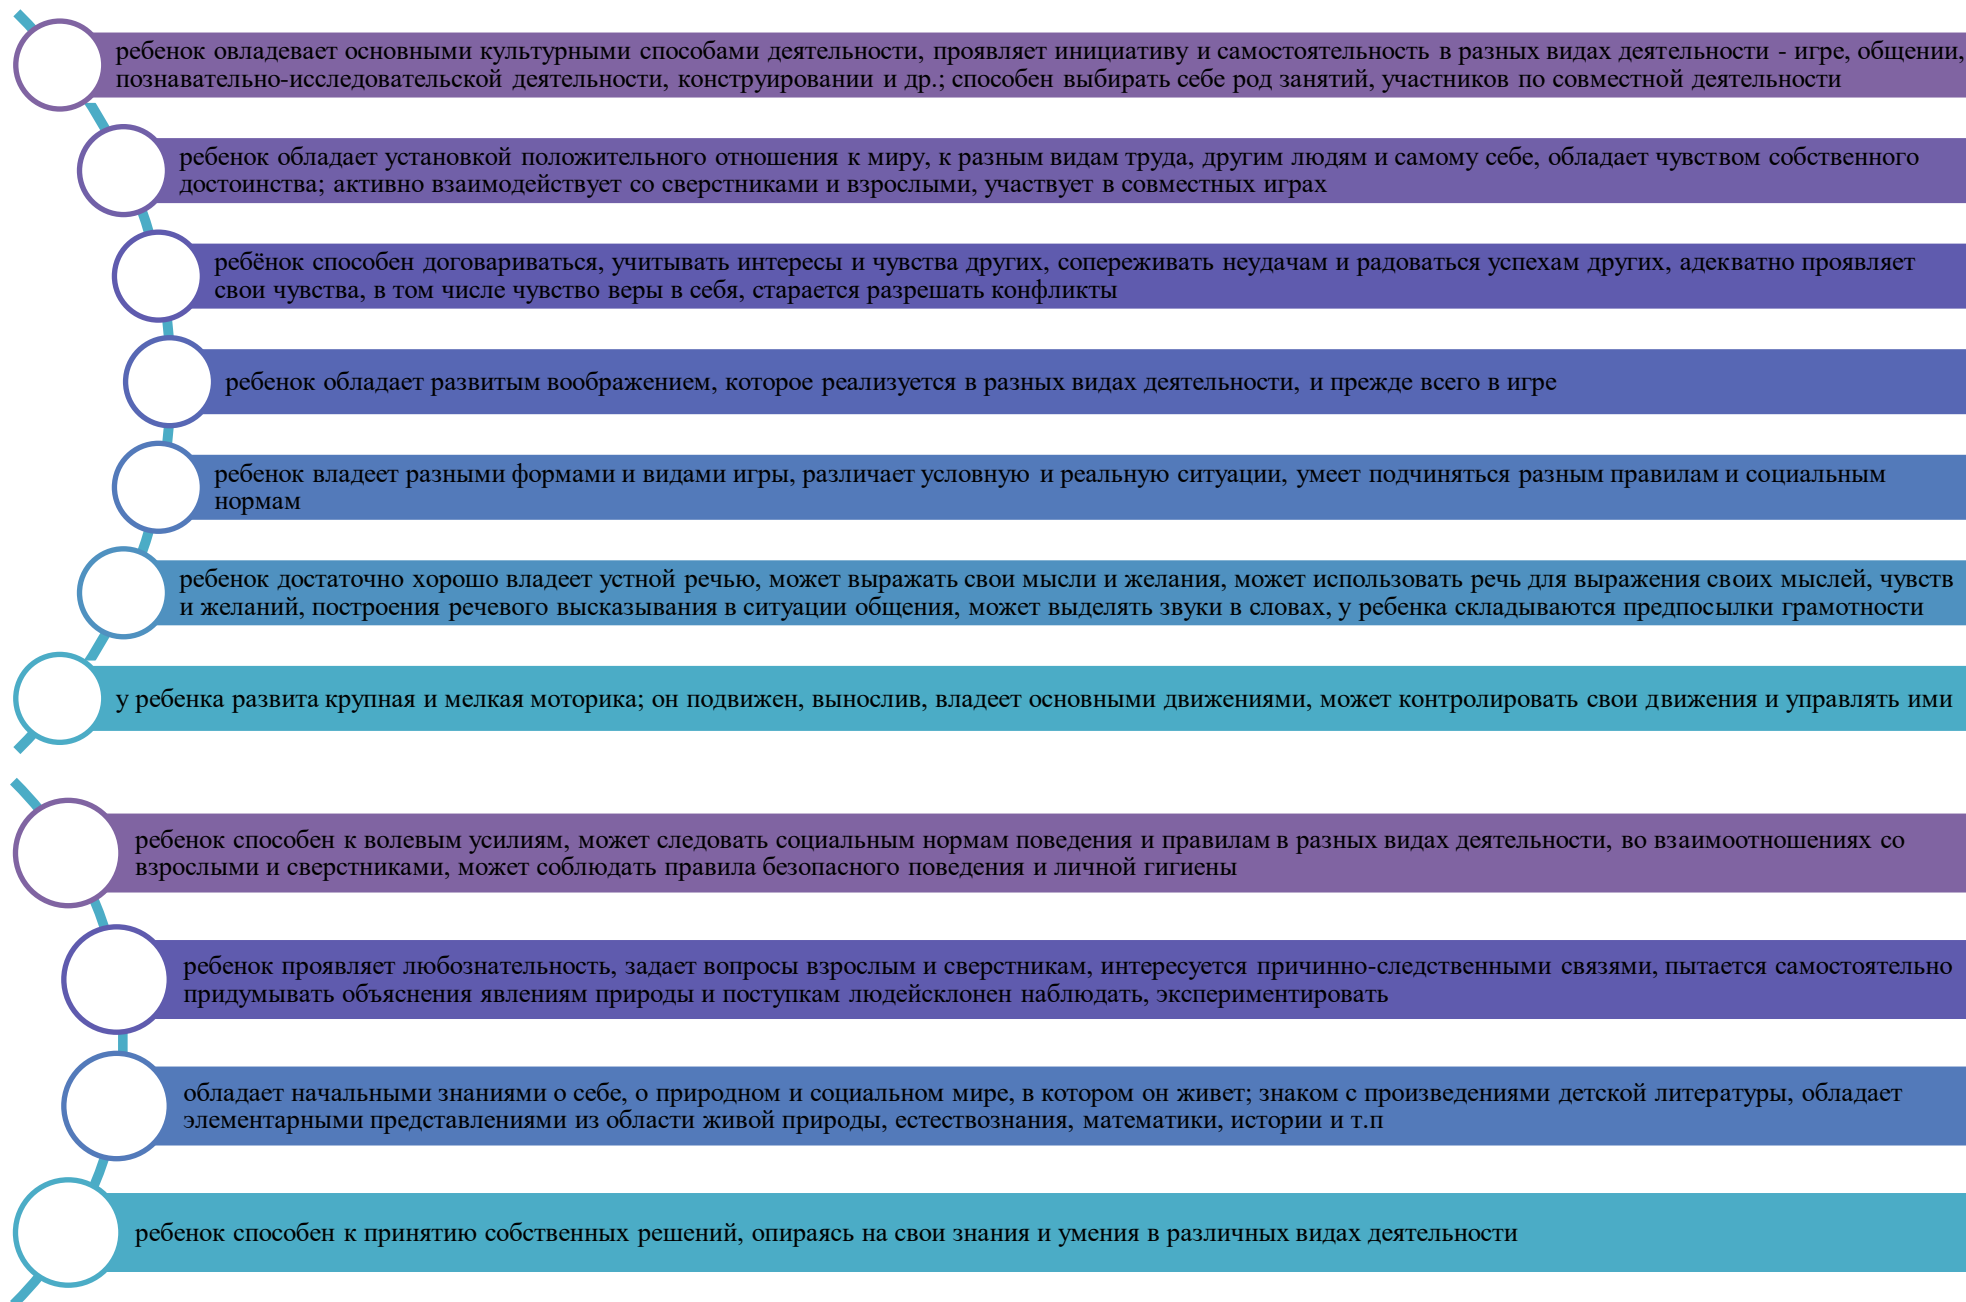 ребенок овладевает основными культурными способами деятельности, проявляет инициативу и самостоятельность в разных видах деятельности - игре, общении,
познавательно-исследовательской деятельности, конструировании и др.; способен выбирать себе род занятий, участников по совместной деятельности
ребенок обладает установкой положительного отношения к миру, к разным видам труда, другим людям и самому себе, обладает чувством собственного
достоинства; активно взаимодействует со сверстниками и взрослыми, участвует в совместных играх
ребёнок способен договариваться, учитывать интересы и чувства других, сопереживать неудачам и радоваться успехам других, адекватно проявляет
свои чувства, в том числе чувство веры в себя, старается разрешать конфликты
ребенок обладает развитым воображением, которое реализуется в разных видах деятельности, и прежде всего в игре
ребенок владеет разными формами и видами игры, различает условную и реальную ситуации, умеет подчиняться разным правилам и социальным
нормам
ребенок достаточно хорошо владеет устной речью, может выражать свои мысли и желания, может использовать речь для выражения своих мыслей, чувств
и желаний, построения речевого высказывания в ситуации общения, может выделять звуки в словах, у ребенка складываются предпосылки грамотности
у ребенка развита крупная и мелкая моторика; он подвижен, вынослив, владеет основными движениями, может контролировать свои движения и управлять ими
ребенок способен к волевым усилиям, может следовать социальным нормам поведения и правилам в разных видах деятельности, во взаимоотношениях со
взрослыми и сверстниками, может соблюдать правила безопасного поведения и личной гигиены
ребенок проявляет любознательность, задает вопросы взрослым и сверстникам, интересуется причинно-следственными связями, пытается самостоятельно
придумывать объяснения явлениям природы и поступкам людейсклонен наблюдать, экспериментировать
обладает начальными знаниями о себе, о природном и социальном мире, в котором он живет; знаком с произведениями детской литературы, обладает
элементарными представлениями из области живой природы, естествознания, математики, истории и т.п
ребенок способен к принятию собственных решений, опираясь на свои знания и умения в различных видах деятельности